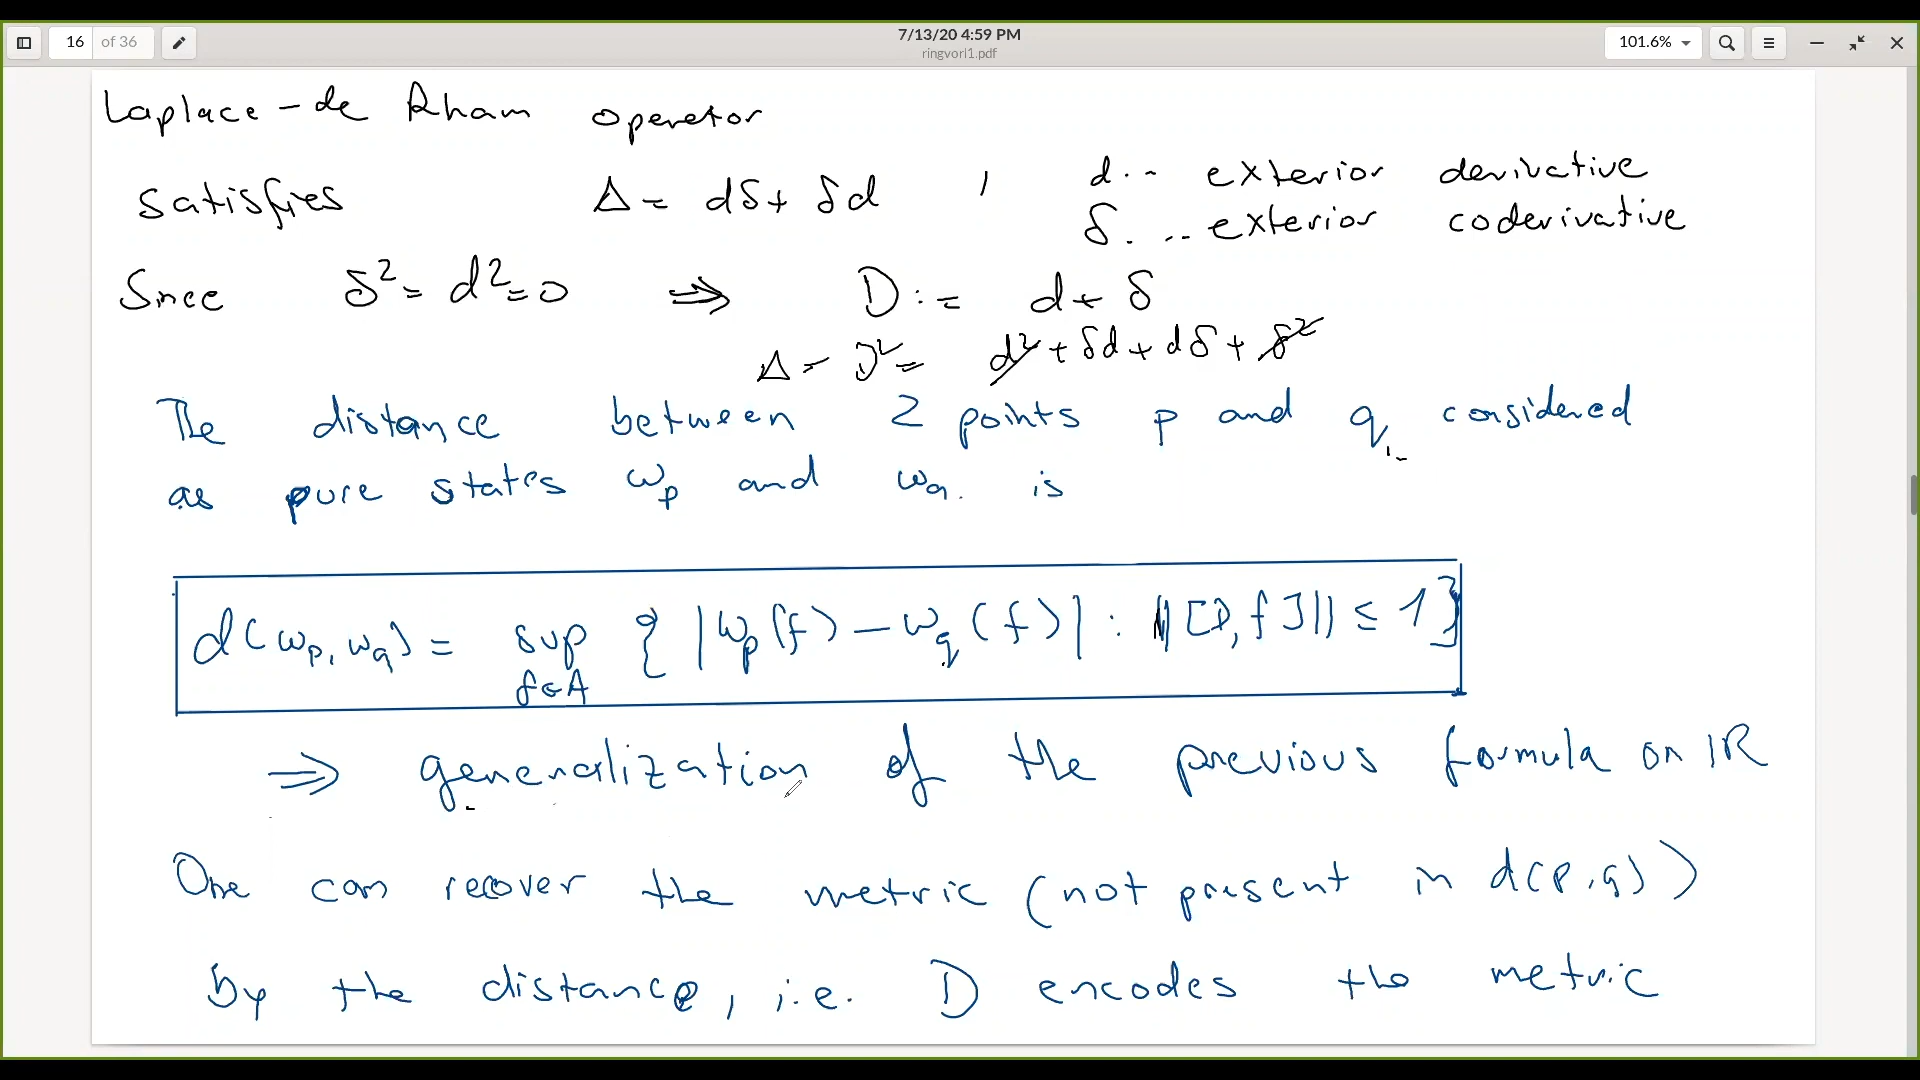 16 of 36
7/13/20 4:59 PM
ringvorl1.pdf
101.6%
Laplace-de Rham operator
satisfies Δ = dδ + δd , d... exterior derivative
δ... exterior coderivative
Since δ² = d² = 0 ⇒ D := d + δ
Δ = D² = d² + δd + dδ + δ²
The distance between 2 points p and q considered
as pure states ω_p and ω_q is
d(ω_p, ω_q) = sup { |ω_p(f) - ω_q(f)| : ||[D, f]|| ≤ 1 }
f∈A
⇒ generalization of the previous formula on ℝ
One can recover the metric (not present in d(p,q))
by the distance, i.e. D encodes the metric